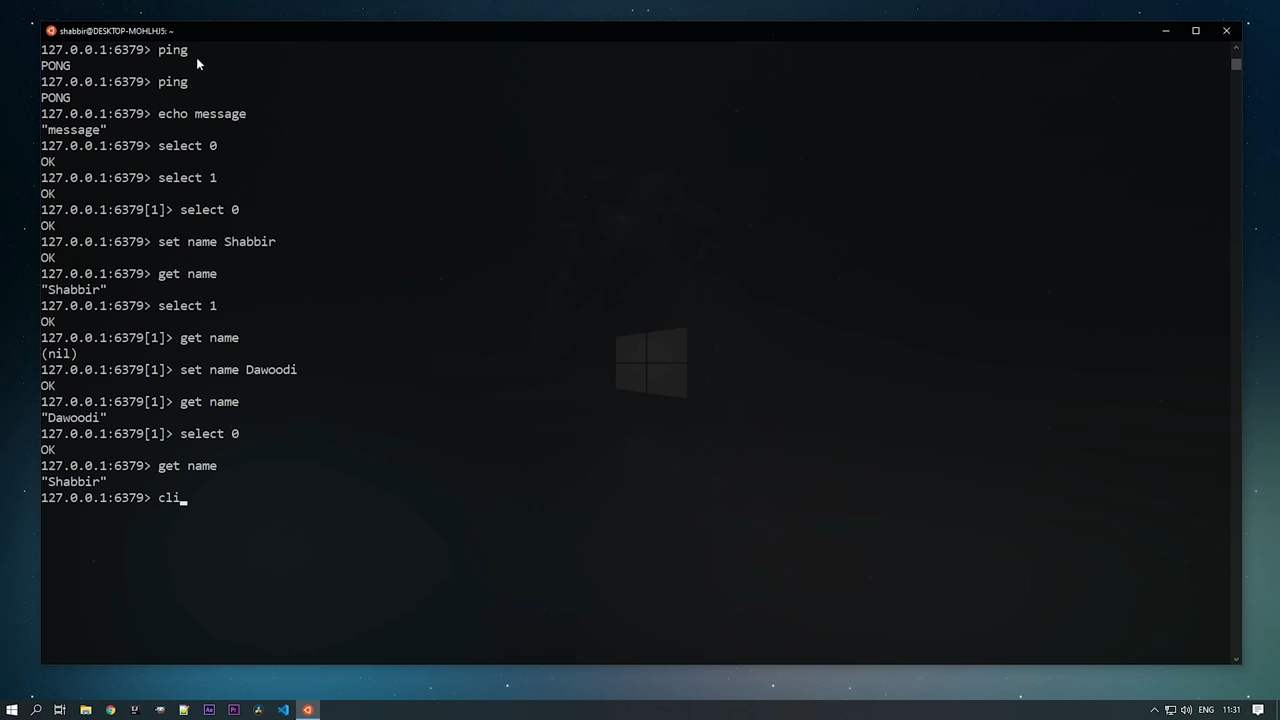 shabbir@DESKTOP-MOHLHJ5: ~
127.0.0.1:6379> ping
PONG
127.0.0.1:6379> ping
PONG
127.0.0.1:6379> echo message
"message"
127.0.0.1:6379> select 0
OK
127.0.0.1:6379> select 1
OK
127.0.0.1:6379[1]> select 0
OK
127.0.0.1:6379> set name Shabbir
OK
127.0.0.1:6379> get name
"Shabbir"
127.0.0.1:6379> select 1
OK
127.0.0.1:6379[1]> get name
(nil)
127.0.0.1:6379[1]> set name Dawoodi
OK
127.0.0.1:6379[1]> get name
"Dawoodi"
127.0.0.1:6379[1]> select 0
OK
127.0.0.1:6379> get name
"Shabbir"
127.0.0.1:6379> cli
Ae Pr ENG 11:31